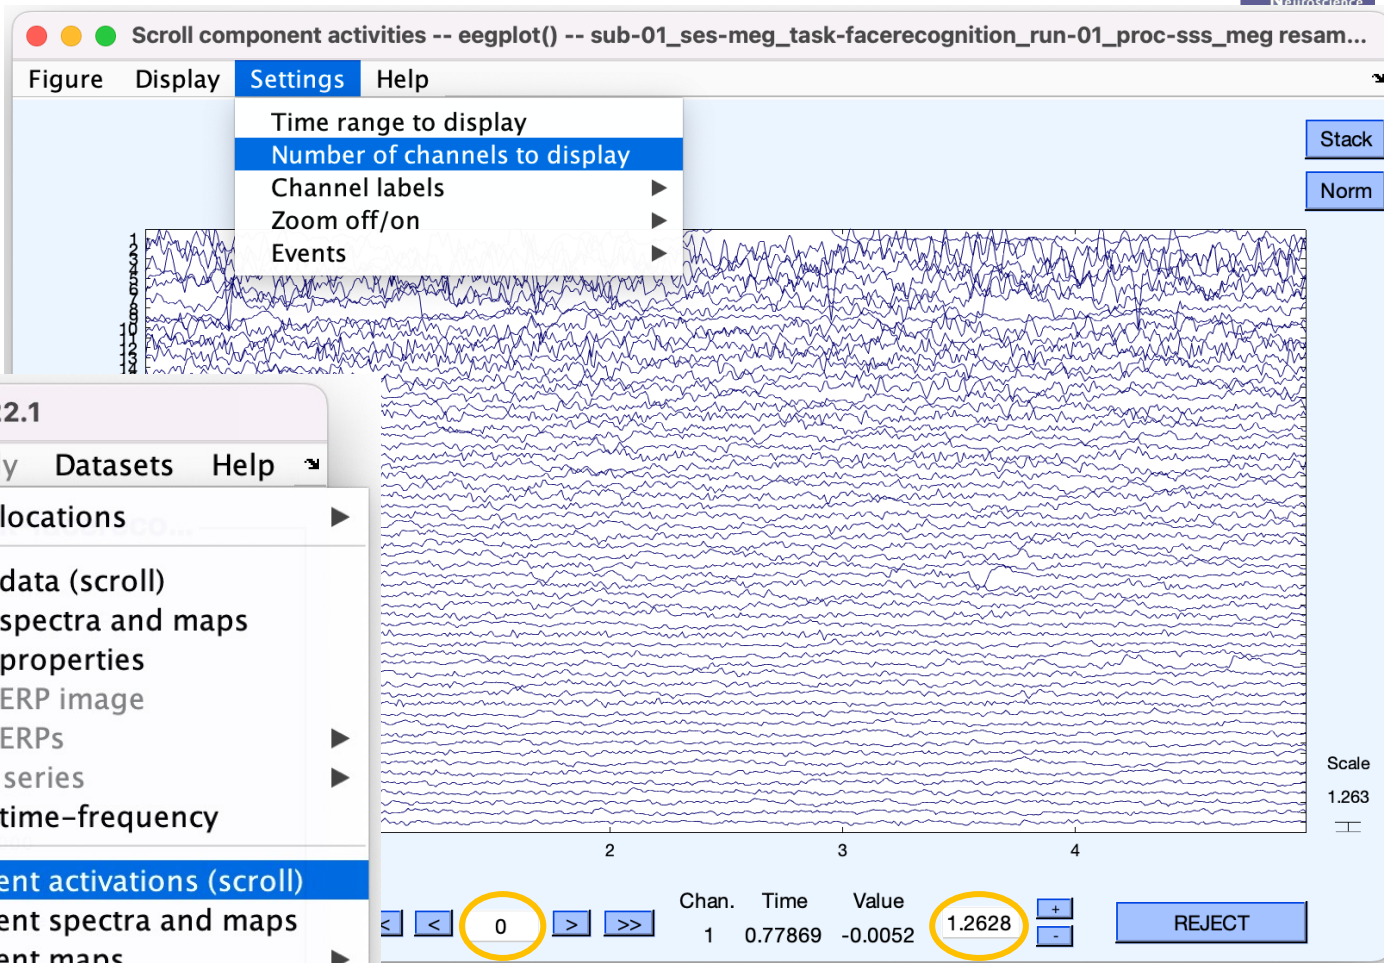 Neuroscience
Scroll component activities -- eegplot() -- sub-01_ses-meg_task-facerecognition_run-01_proc-sss_meg resam...
Figure Display Settings Help
Time range to display
Number of channels to display
Channel labels
Zoom off/on
Events
Stack
Norm
1
2
3
4
5
6
7
8
9
10
11
12
13
14
2.1
y Datasets Help
locations
data (scroll)
spectra and maps
properties
ERP image
ERPs
series
time-frequency
ent activations (scroll)
ent spectra and maps
ent maps
Scale
1.263
2 3 4
< < 0 > >>
Chan. Time Value
1 0.77869 -0.0052
1.2628
+
-
REJECT